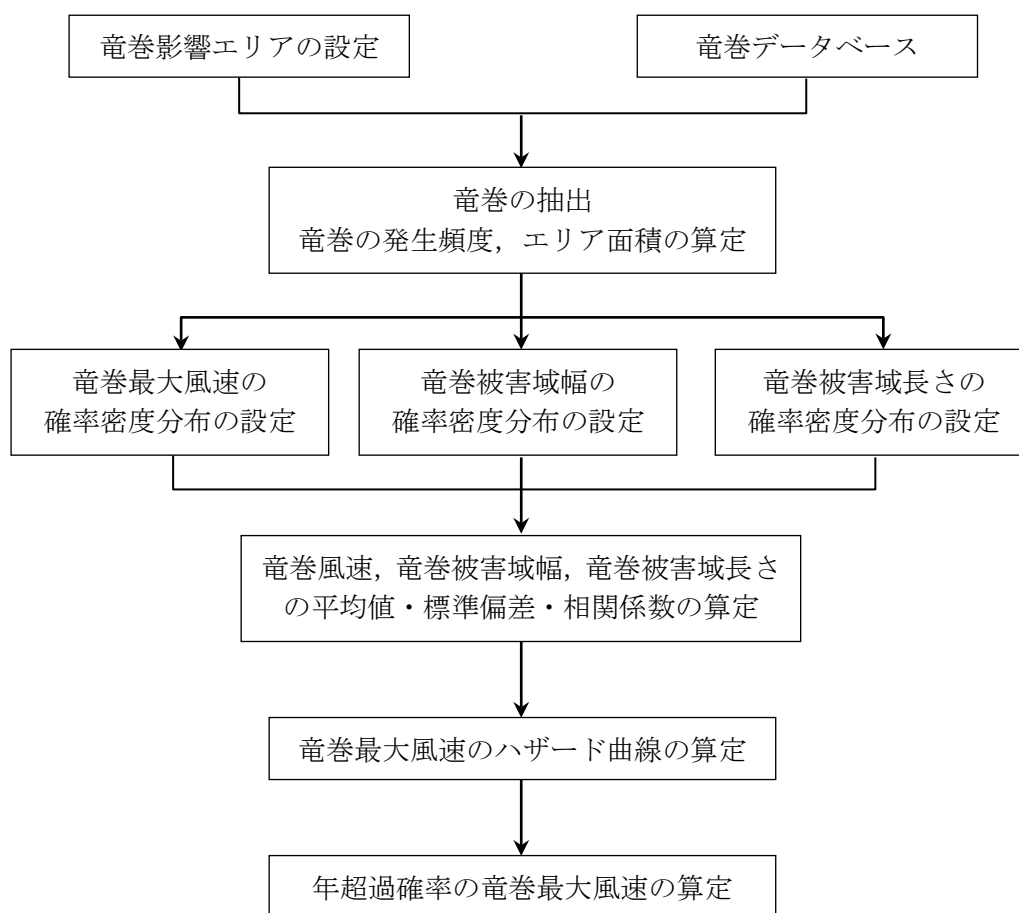 竜巻影響エリアの設定
竜巻データベース
竜巻の抽出
竜巻の発生頻度，エリア面積の算定
竜巻最大風速の
確率密度分布の設定
竜巻被害域幅の
確率密度分布の設定
竜巻被害域長さの
確率密度分布の設定
竜巻風速，竜巻被害域幅，竜巻被害域長さ
の平均値・標準偏差・相関係数の算定
竜巻最大風速のハザード曲線の算定
年超過確率の竜巻最大風速の算定